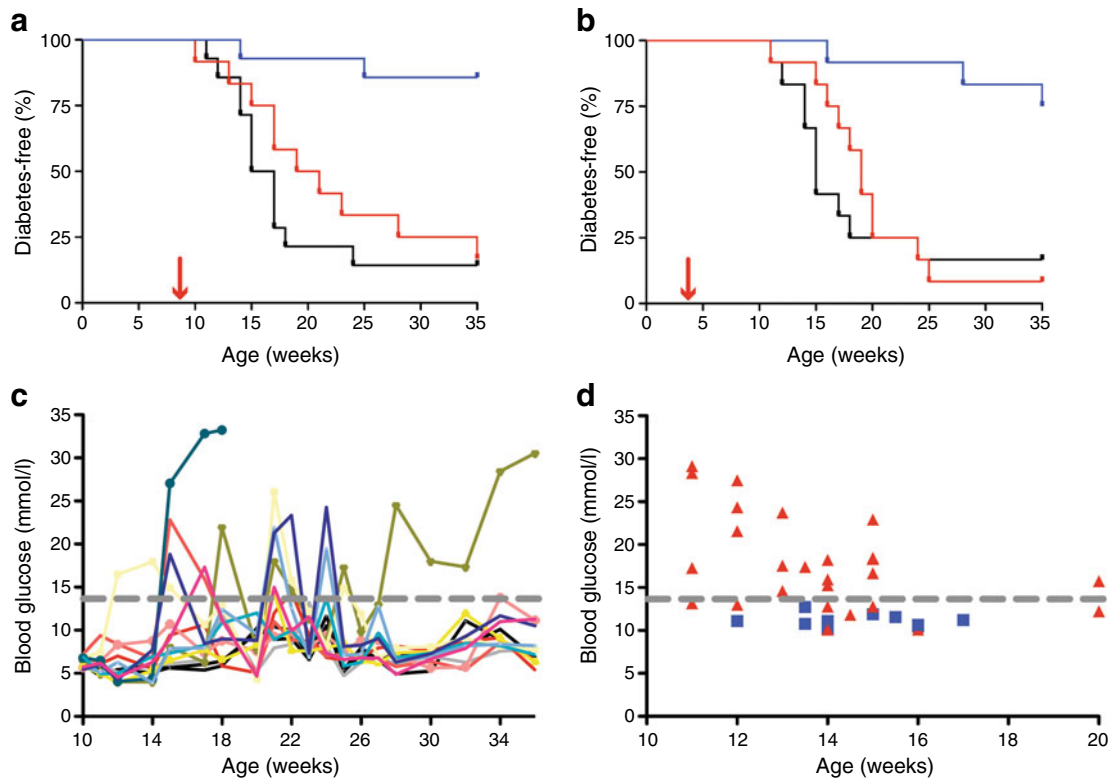 a
100
75
50
25
0
Diabetes-free (%)
0 5 10 15 20 25 30 35
Age (weeks)
b
100
75
50
25
0
Diabetes-free (%)
0 5 10 15 20 25 30 35
Age (weeks)
c
35
30
25
20
15
10
5
0
Blood glucose (mmol/l)
10 14 18 22 26 30 34
Age (weeks)
d
35
30
25
20
15
10
5
0
Blood glucose (mmol/l)
10 12 14 16 18 20
Age (weeks)